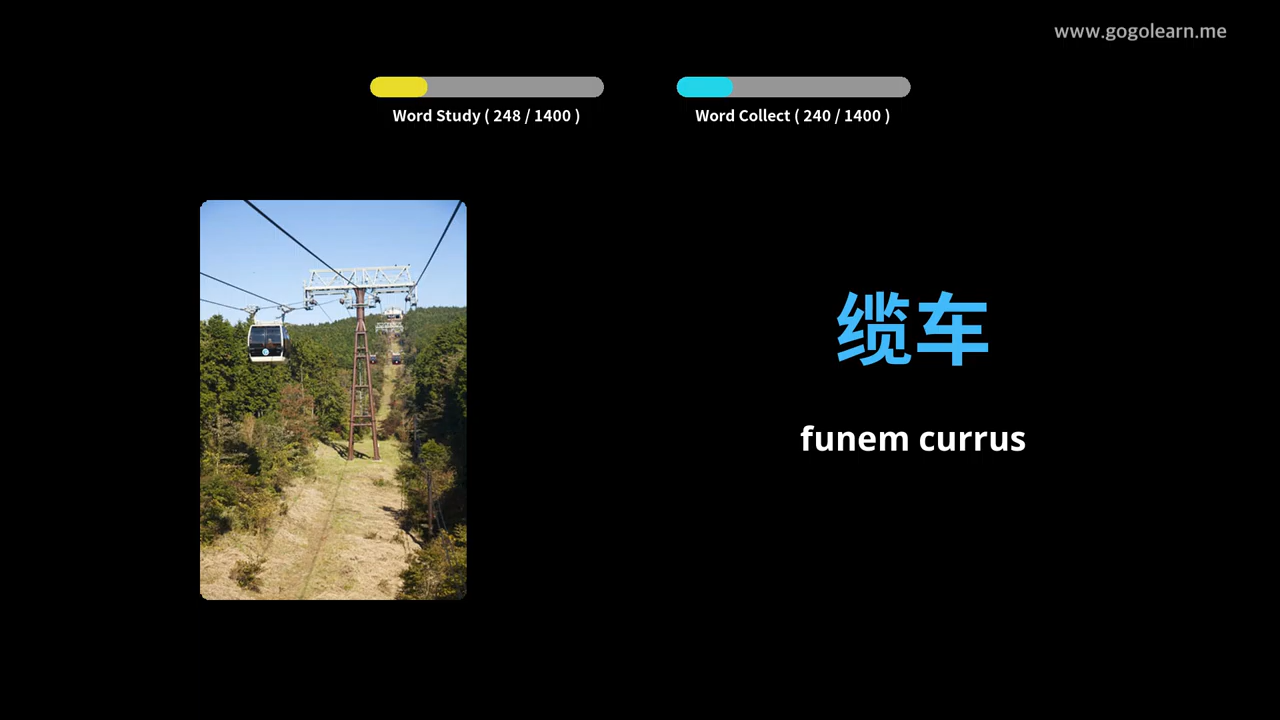 www.gogolearn.me
Word Study ( 248 / 1400 )
Word Collect ( 240 / 1400 )
缆车
funem currus